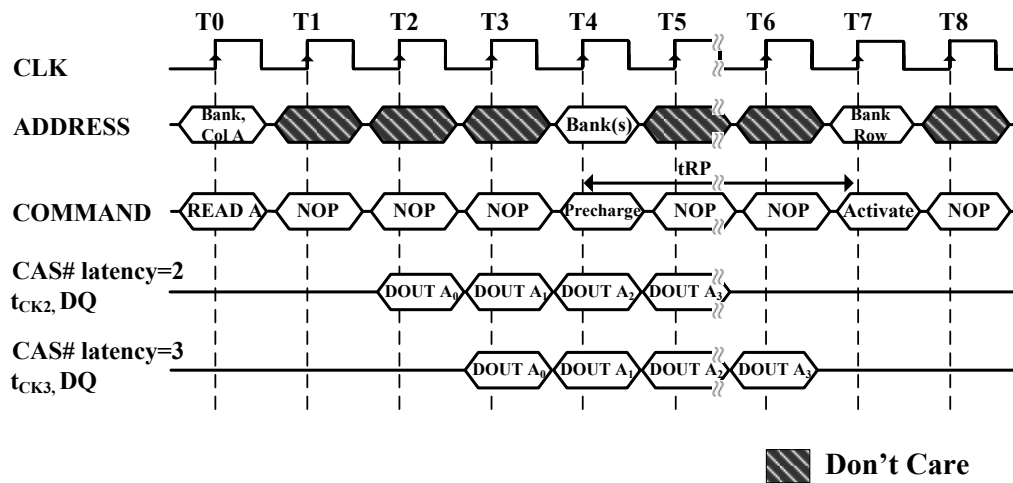 T0 T1 T2 T3 T4 T5 T6 T7 T8
CLK
ADDRESS Bank, Col A Bank(s) Bank Row
tRP
COMMAND READ A NOP NOP NOP Precharge NOP NOP Activate NOP
CAS# latency=2
tCK2, DQ DOUT A0 DOUT A1 DOUT A2 DOUT A3
CAS# latency=3
tCK3, DQ DOUT A0 DOUT A1 DOUT A2 DOUT A3
Don't Care